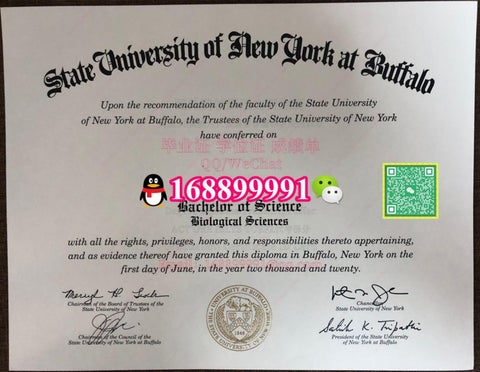 State University of New York at Buffalo
Upon the recommendation of the faculty of the State University
of New York at Buffalo, the Trustees of the State University of New York
have conferred on
毕业证 学位证 成绩单
QQ/WeChat
168899991
Bachelor of Science
Biological Sciences
with all the rights, privileges, honors, and responsibilities thereto appertaining,
and as evidence thereof have granted this diploma in Buffalo, New York on the
first day of June, in the year two thousand and twenty.
Chairman of the Board of Trustees of the
State University of New York
Chancellor
State University of New York
Chairman of the Council of the
State University of New York at Buffalo
President of the State University
of New York at Buffalo